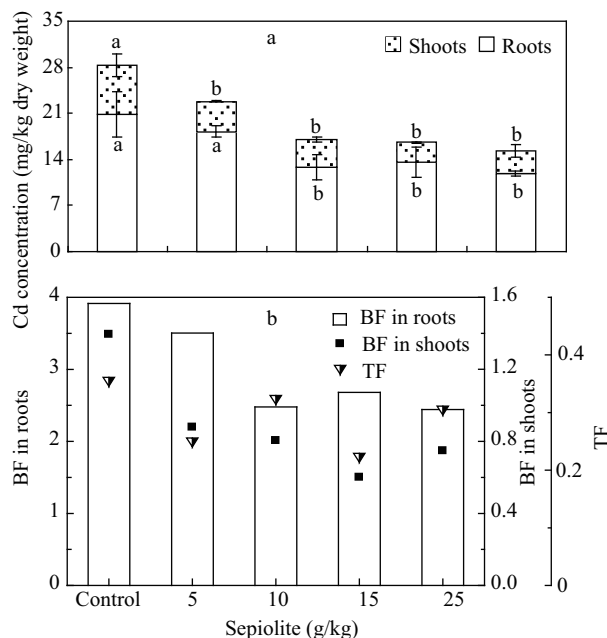 35
28
21
14
7
0
Cd concentration (mg/kg dry weight)
a
Shoots
Roots
a
b
b
b
b
a
a
b
b
b
4
3
2
1
0
BF in roots
b
BF in roots
BF in shoots
TF
1.6
1.2
0.8
0.4
0.0
BF in shoots
0.4
0.2
0
TF
Control
5
10
15
25
Sepiolite (g/kg)